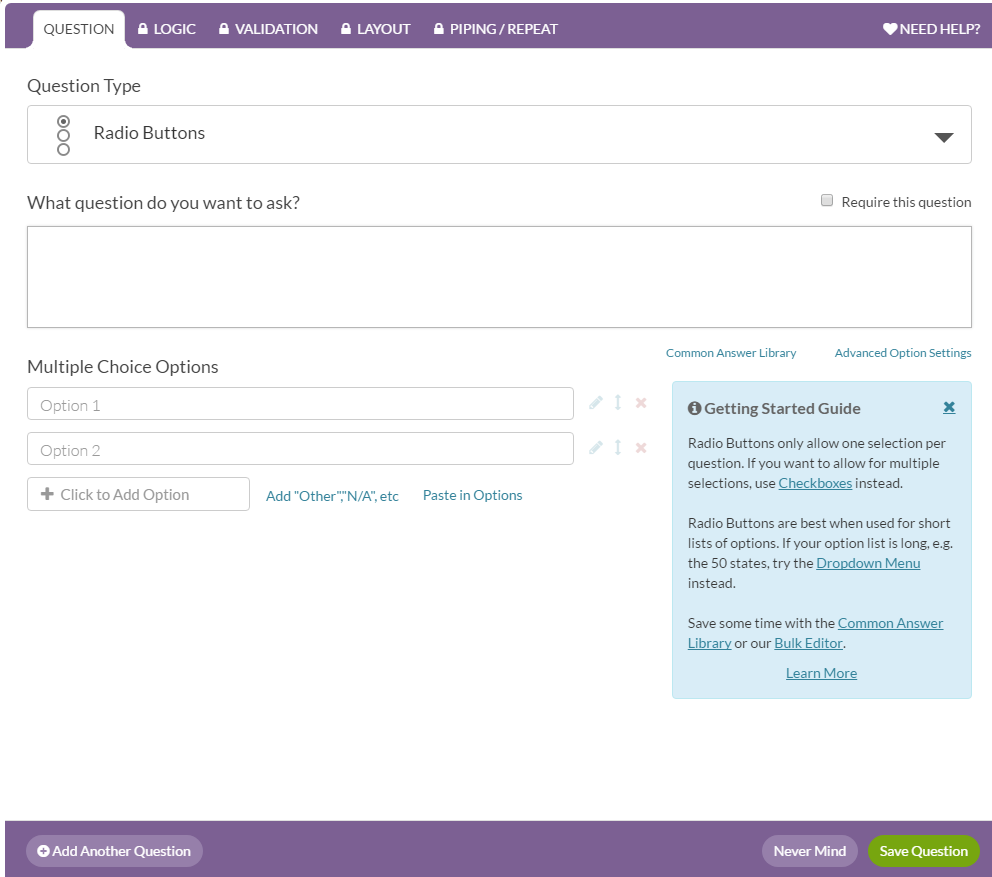 QUESTION LOGIC VALIDATION LAYOUT PIPING / REPEAT NEED HELP?
Question Type
Radio Buttons
What question do you want to ask? Require this question
Common Answer Library Advanced Option Settings
Multiple Choice Options
Option 1
Option 2
Click to Add Option Add "Other","N/A", etc Paste in Options
Getting Started Guide
Radio Buttons only allow one selection per
question. If you want to allow for multiple
selections, use Checkboxes instead.
Radio Buttons are best when used for short
lists of options. If your option list is long, e.g.
the 50 states, try the Dropdown Menu
instead.
Save some time with the Common Answer
Library or our Bulk Editor.
Learn More
Add Another Question Never Mind Save Question